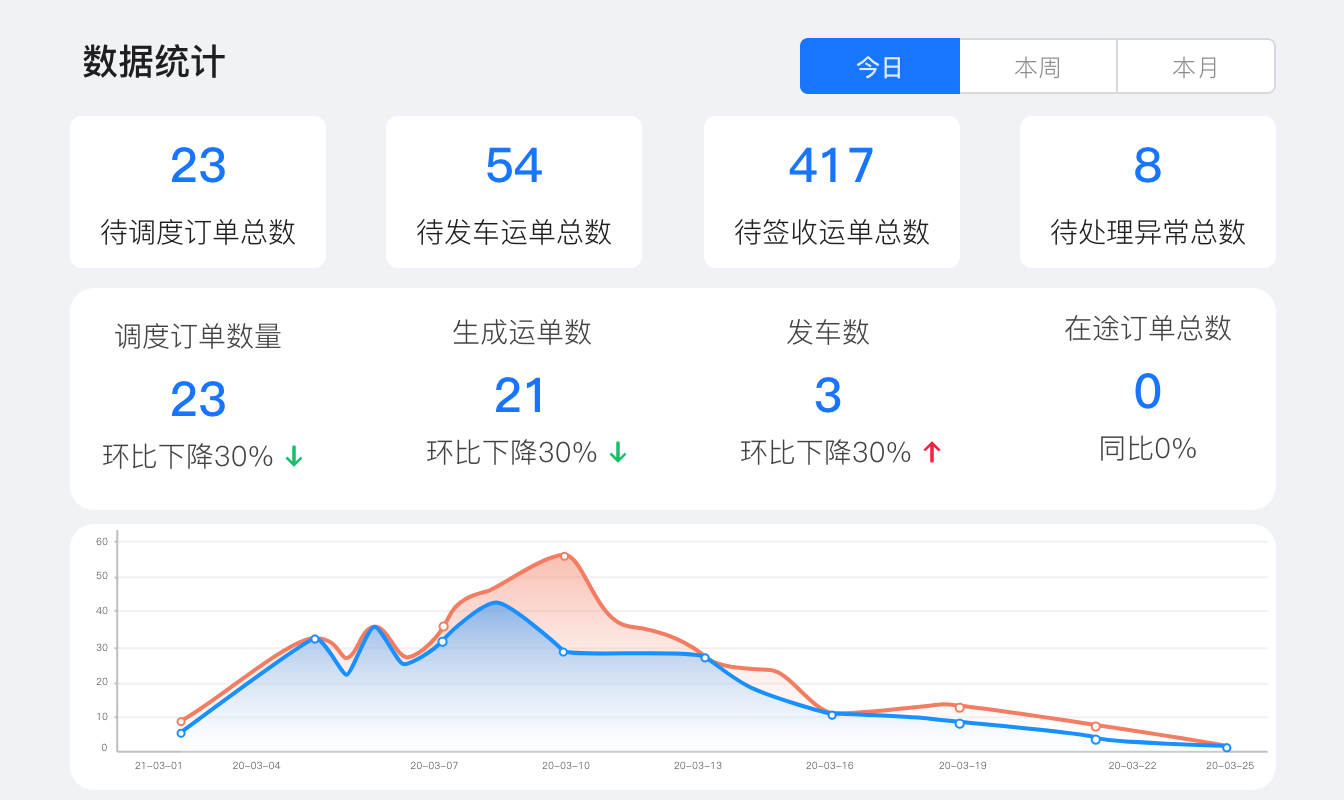 数据统计
今日 本周 本月
23 54 417 8
待调度订单总数 待发车运单总数 待签收运单总数 待处理异常总数
调度订单数量 生成运单数 发车数 在途订单总数
23 21 3 0
环比下降30% ↓ 环比下降30% ↓ 环比下降30% ↑ 同比0%
60
50
40
30
20
10
0
21-03-01 20-03-04 20-03-07 20-03-10 20-03-13 20-03-16 20-03-19 20-03-22 20-03-25